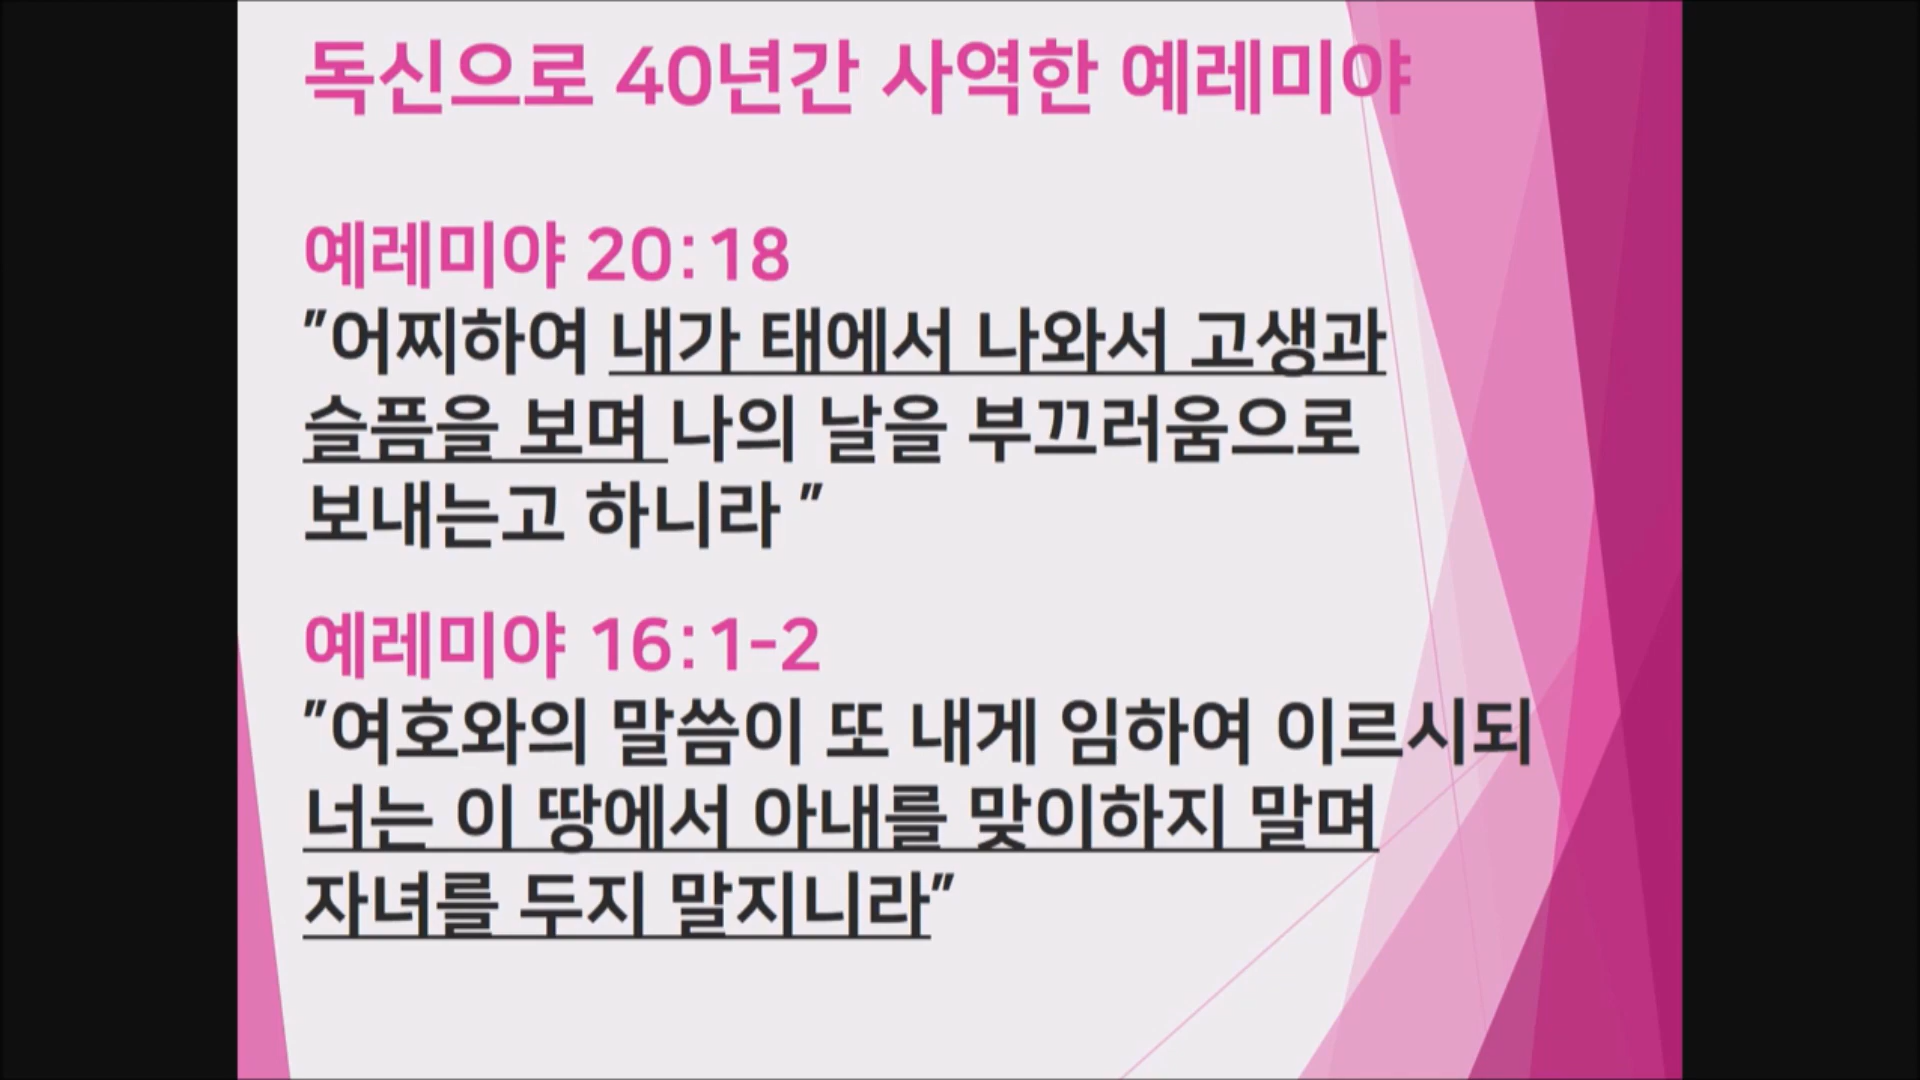 독신으로 40년간 사역한 예레미야
예레미야 20:18
"어찌하여 내가 태에서 나와서 고생과
슬픔을 보며 나의 날을 부끄러움으로
보내는고 하니라 "
예레미야 16:1-2
"여호와의 말씀이 또 내게 임하여 이르시되
너는 이 땅에서 아내를 맞이하지 말며
자녀를 두지 말지니라"